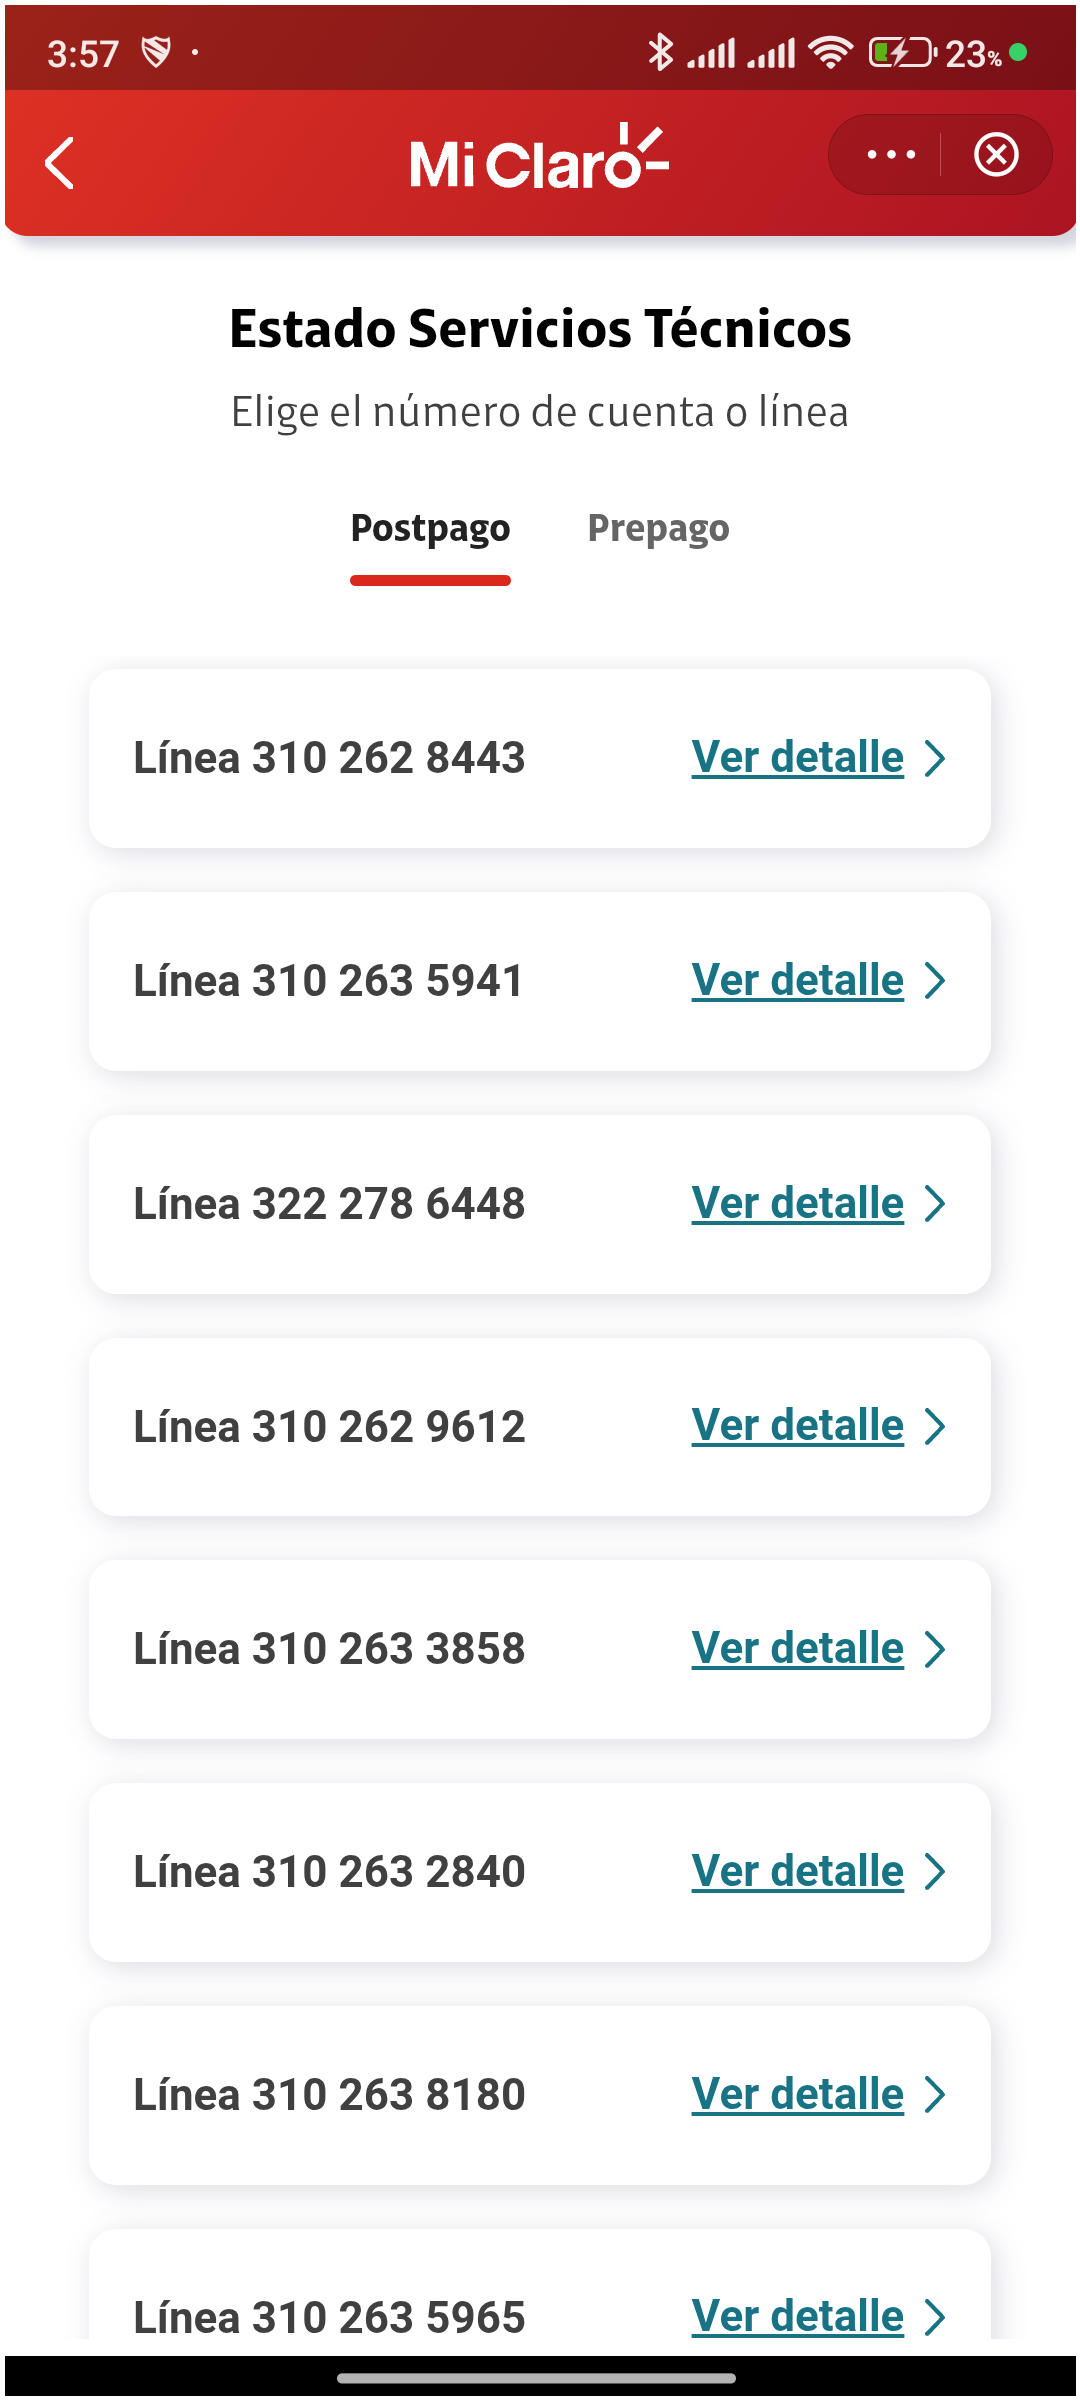 3:57
23%
Mi Claro
Estado Servicios Técnicos
Elige el número de cuenta o línea
Postpago Prepago
Línea 310 262 8443 Ver detalle
Línea 310 263 5941 Ver detalle
Línea 322 278 6448 Ver detalle
Línea 310 262 9612 Ver detalle
Línea 310 263 3858 Ver detalle
Línea 310 263 2840 Ver detalle
Línea 310 263 8180 Ver detalle
Línea 310 263 5965 Ver detalle